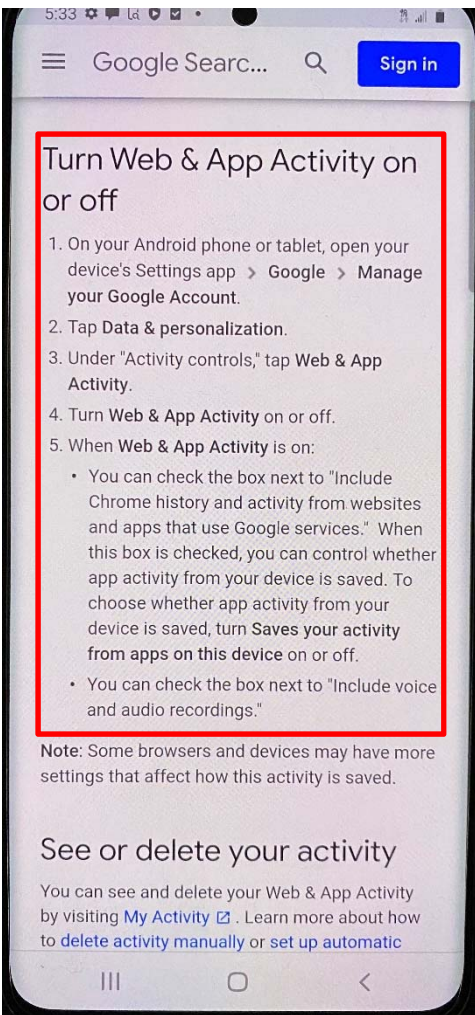 5:33
Google Searc...
Sign in
Turn Web & App Activity on
or off
1. On your Android phone or tablet, open your
device's Settings app > Google > Manage
your Google Account.
2. Tap Data & personalization.
3. Under "Activity controls," tap Web & App
Activity.
4. Turn Web & App Activity on or off.
5. When Web & App Activity is on:
• You can check the box next to "Include
Chrome history and activity from websites
and apps that use Google services." When
this box is checked, you can control whether
app activity from your device is saved. To
choose whether app activity from your
device is saved, turn Saves your activity
from apps on this device on or off.
• You can check the box next to "Include voice
and audio recordings."
Note: Some browsers and devices may have more
settings that affect how this activity is saved.
See or delete your activity
You can see and delete your Web & App Activity
by visiting My Activity . Learn more about how
to delete activity manually or set up automatic